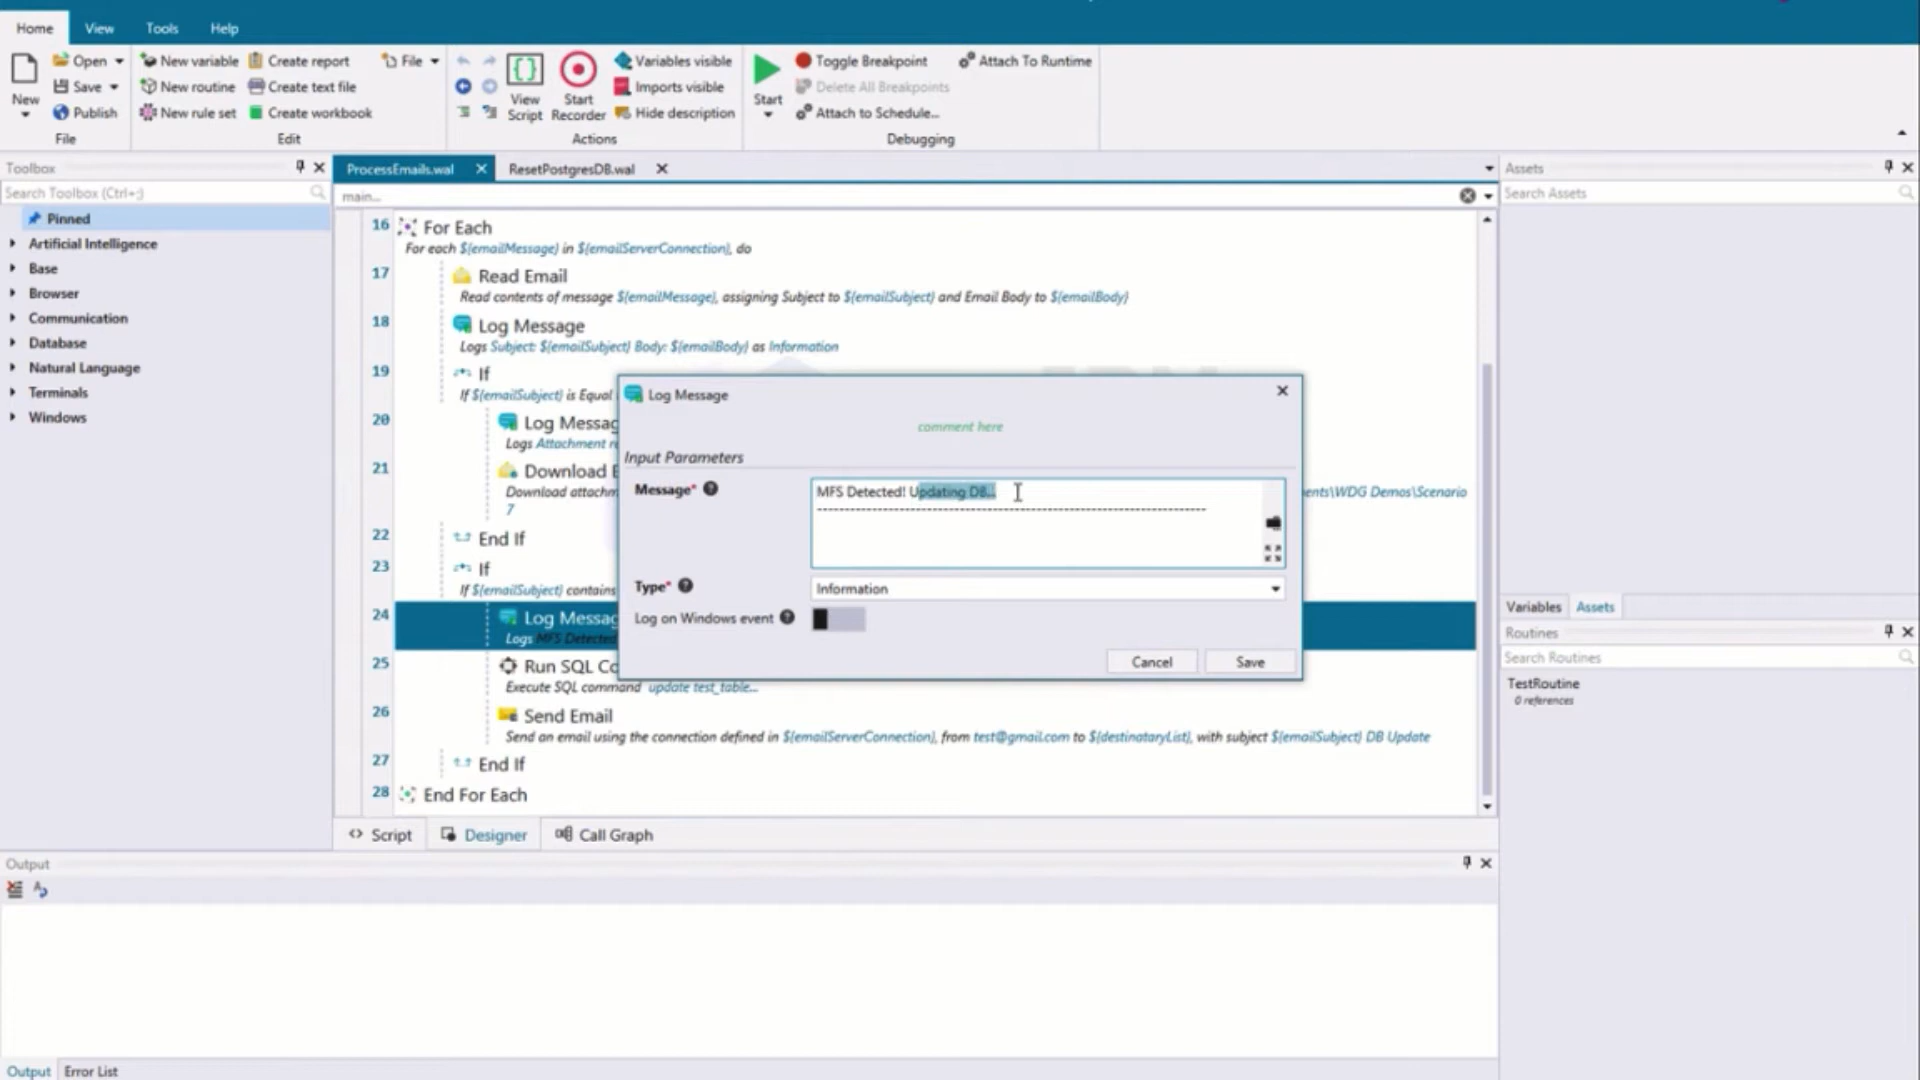 Home View Tools Help
New Open Save Publish File
New variable New routine New rule set Create report Create text file Create workbook File Edit
View Script Start Recorder Variables visible Imports visible Hide description Actions
Start Toggle Breakpoint Delete All Breakpoints Attach to Schedule... Attach To Runtime Debugging
Toolbox
Search Toolbox (Ctrl+;)
Pinned
Artificial Intelligence
Base
Browser
Communication
Database
Natural Language
Terminals
Windows
ProcessEmails.wal ResetPostgresDB.wal
main...
16 For Each
For each ${emailMessage} in ${emailServerConnection}, do
17 Read Email
Read contents of message ${emailMessage}, assigning Subject to ${emailSubject} and Email Body to ${emailBody}
18 Log Message
Logs Subject: ${emailSubject} Body: ${emailBody} as Information
19 If
If ${emailSubject} is Equal
20 Log Messag
Logs Attachment re
21 Download E
Download attachm ents\WDG Demos\Scenario
7
22 End If
23 If
If ${emailSubject} contains
24 Log Messag
Logs MFS Detected
25 Run SQL Co
Execute SQL command update test_table...
26 Send Email
Send an email using the connection defined in ${emailServerConnection}, from test@gmail.com to ${destinataryList}, with subject ${emailSubject} DB Update
27 End If
28 End For Each
Log Message
comment here
Input Parameters
Message*
MFS Detected! Updating DB...
--------------------------------------------------------------------------------
Type* Information
Log on Windows event
Cancel Save
Script Designer Call Graph
Output
Output Error List
Assets
Search Assets
Variables Assets
Routines
Search Routines
TestRoutine
0 references